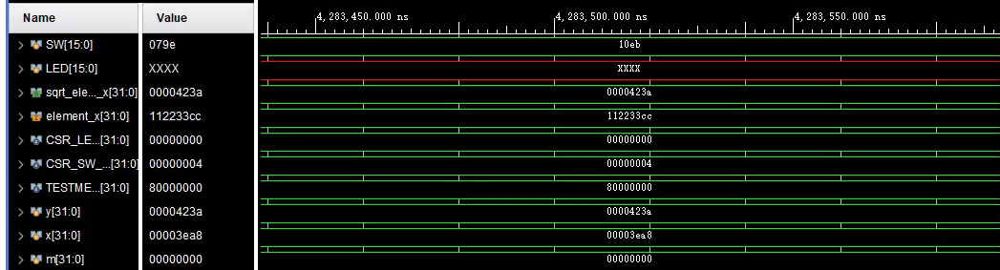 Name Value 4,283,450.000 ns 4,283,500.000 ns 4,283,550.000 ns
SW[15:0] 079e 10eb
LED[15:0] XXXX XXXX
sqrt_ele..._x[31:0] 0000423a 0000423a
element_x[31:0] 112233cc 112233cc
CSR_LE...[31:0] 00000000 00000000
CSR_SW_...[31:0] 00000004 00000004
TESTME...[31:0] 80000000 80000000
y[31:0] 0000423a 0000423a
x[31:0] 00003ea8 00003ea8
m[31:0] 00000000 00000000